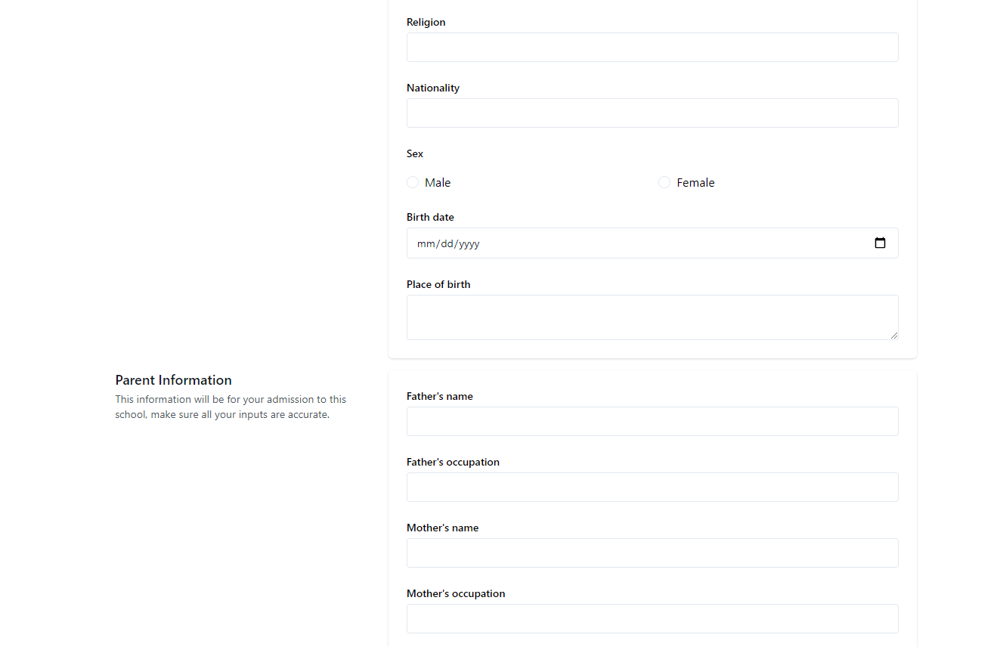 Religion
Nationality
Sex
Male
Female
Birth date
mm/dd/yyyy
Place of birth
Parent Information
This information will be for your admission to this
school, make sure all your inputs are accurate.
Father's name
Father's occupation
Mother's name
Mother's occupation